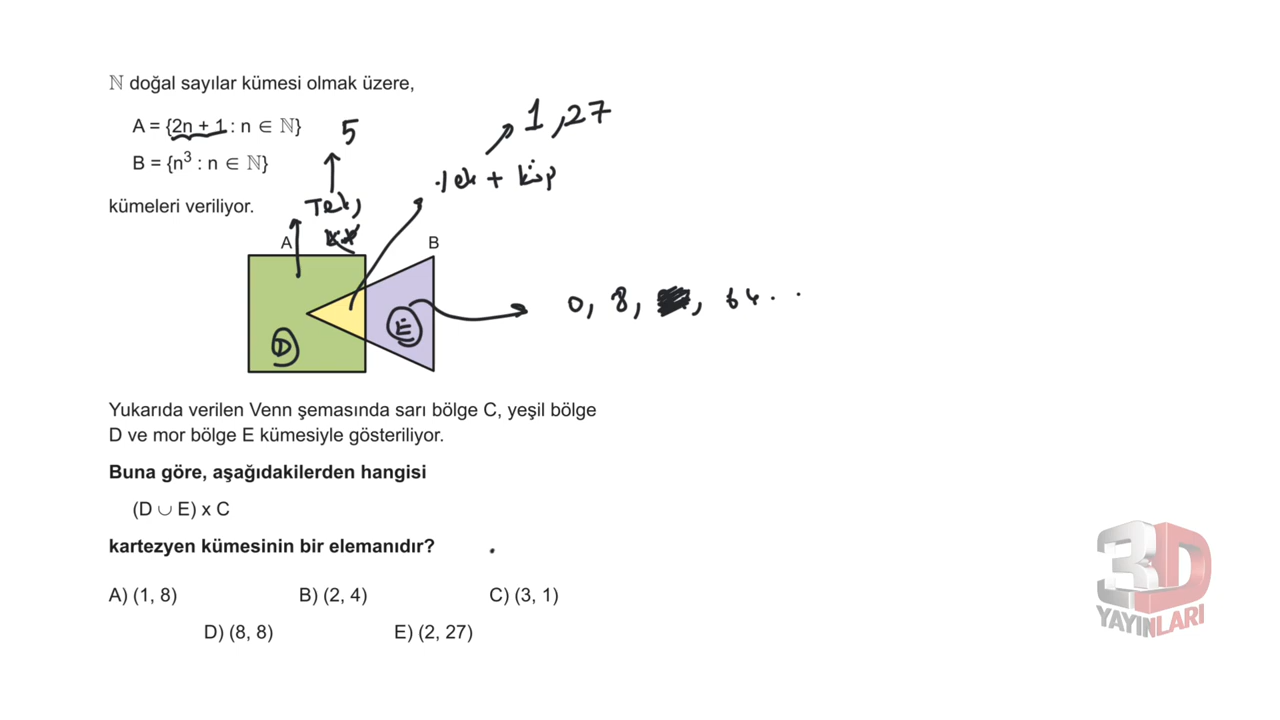 ℕ doğal sayılar kümesi olmak üzere,
A = {2n + 1 : n ∈ ℕ}
B = {n³ : n ∈ ℕ}
kümeleri veriliyor.
5
1, 27
tek + küp
Tek,
A
B
D
E
0, 8, , 64. . .
Yukarıda verilen Venn şemasında sarı bölge C, yeşil bölge
D ve mor bölge E kümesiyle gösteriliyor.
Buna göre, aşağıdakilerden hangisi
(D ∪ E) x C
kartezyen kümesinin bir elemanıdır?
A) (1, 8) B) (2, 4) C) (3, 1)
D) (8, 8) E) (2, 27)
3D
YAYINLARI